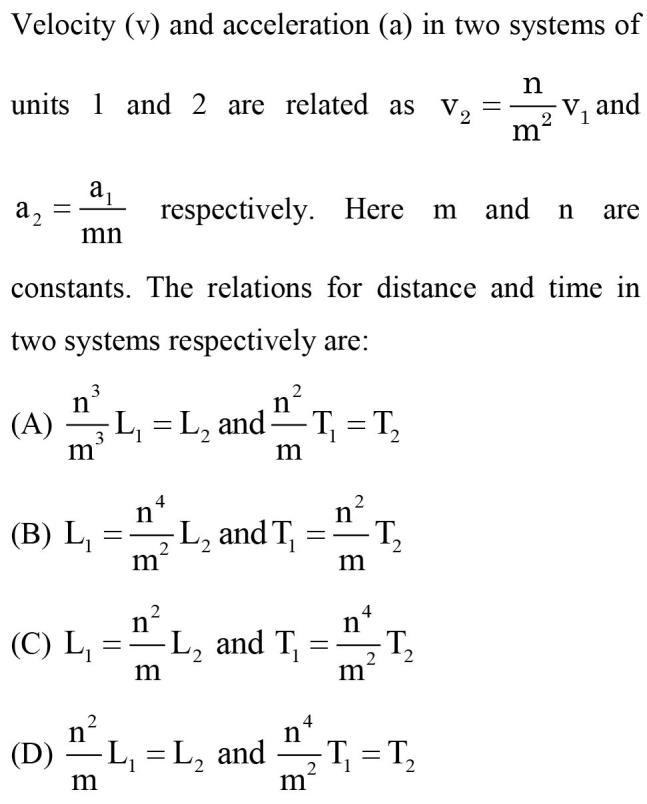 Velocity (v) and acceleration (a) in two systems of
units 1 and 2 are related as v₂ = n/m² v₁ and
a₂ = a₁/mn respectively. Here m and n are
constants. The relations for distance and time in
two systems respectively are:
(A) n³/m³ L₁ = L₂ and n²/m T₁ = T₂
(B) L₁ = n⁴/m² L₂ and T₁ = n²/m T₂
(C) L₁ = n²/m L₂ and T₁ = n⁴/m² T₂
(D) n²/m L₁ = L₂ and n⁴/m² T₁ = T₂